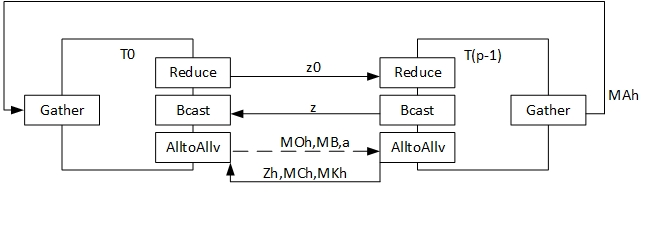 T0
T(p-1)
Reduce
z0
Reduce
MAh
Gather
Bcast
z
Bcast
Gather
AlltoAllv
MOh,MB,a
AlltoAllv
Zh,MCh,MKh